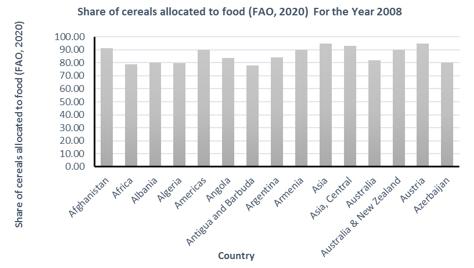 Share of cereals allocated to food (FAO, 2020)  For the Year 2008
Share of cereals allocated to food (FAO, 2020)
100.00
90.00
80.00
70.00
60.00
50.00
40.00
30.00
20.00
10.00
0.00
Afghanistan
Africa
Albania
Algeria
Americas
Angola
Antigua and Barbuda
Argentina
Armenia
Asia
Asia, Central
Australia
Australia & New Zealand
Austria
Azerbaijan
Country